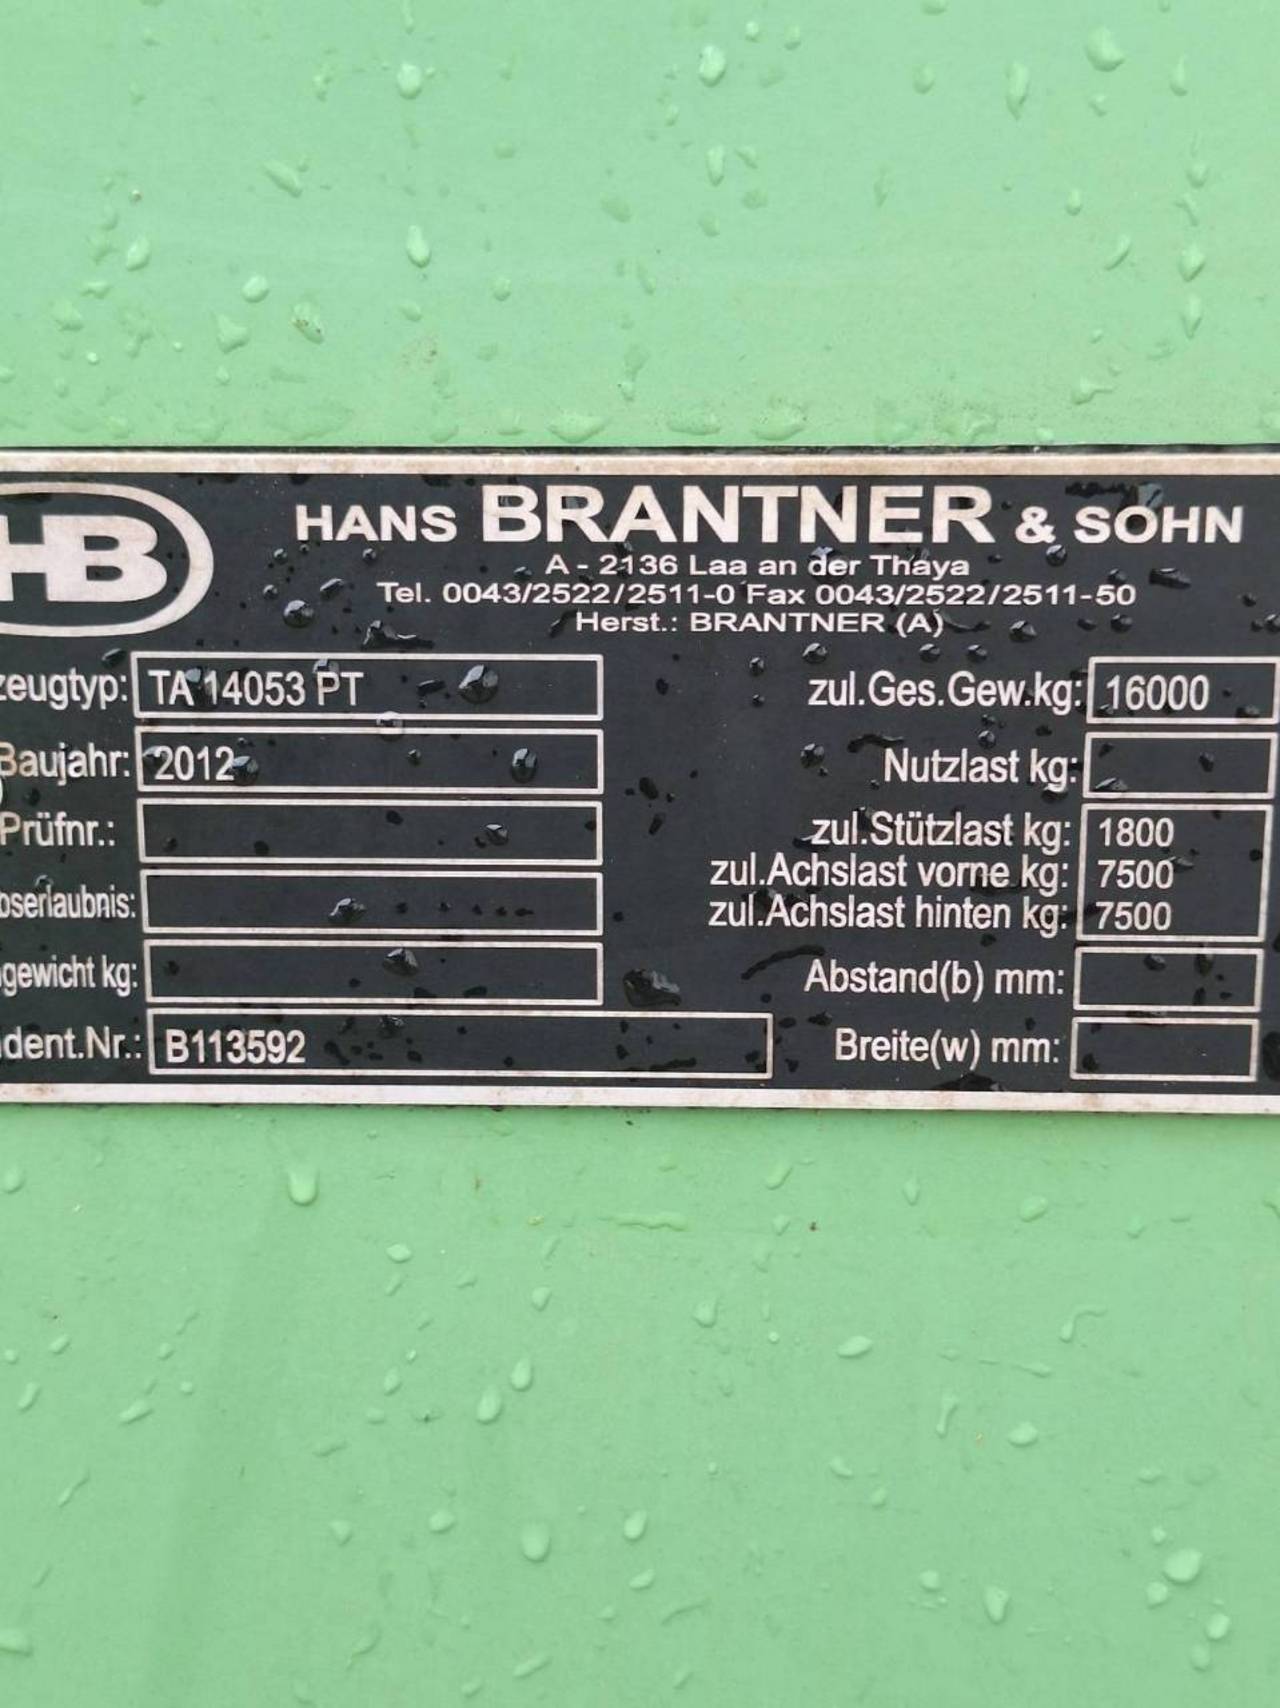 HB
HANS BRANTNER & SOHN
A - 2136 Laa an der Thaya
Tel. 0043/2522/2511-0 Fax 0043/2522/2511-50
Herst.: BRANTNER (A)
zeugtyp: TA 14053 PT
Baujahr: 2012
Prüfnr.:
bserlaubnis:
gewicht kg:
dent.Nr.: B113592
zul.Ges.Gew.kg: 16000
Nutzlast kg:
zul.Stützlast kg: 1800
zul.Achslast vorne kg: 7500
zul.Achslast hinten kg: 7500
Abstand(b) mm:
Breite(w) mm: